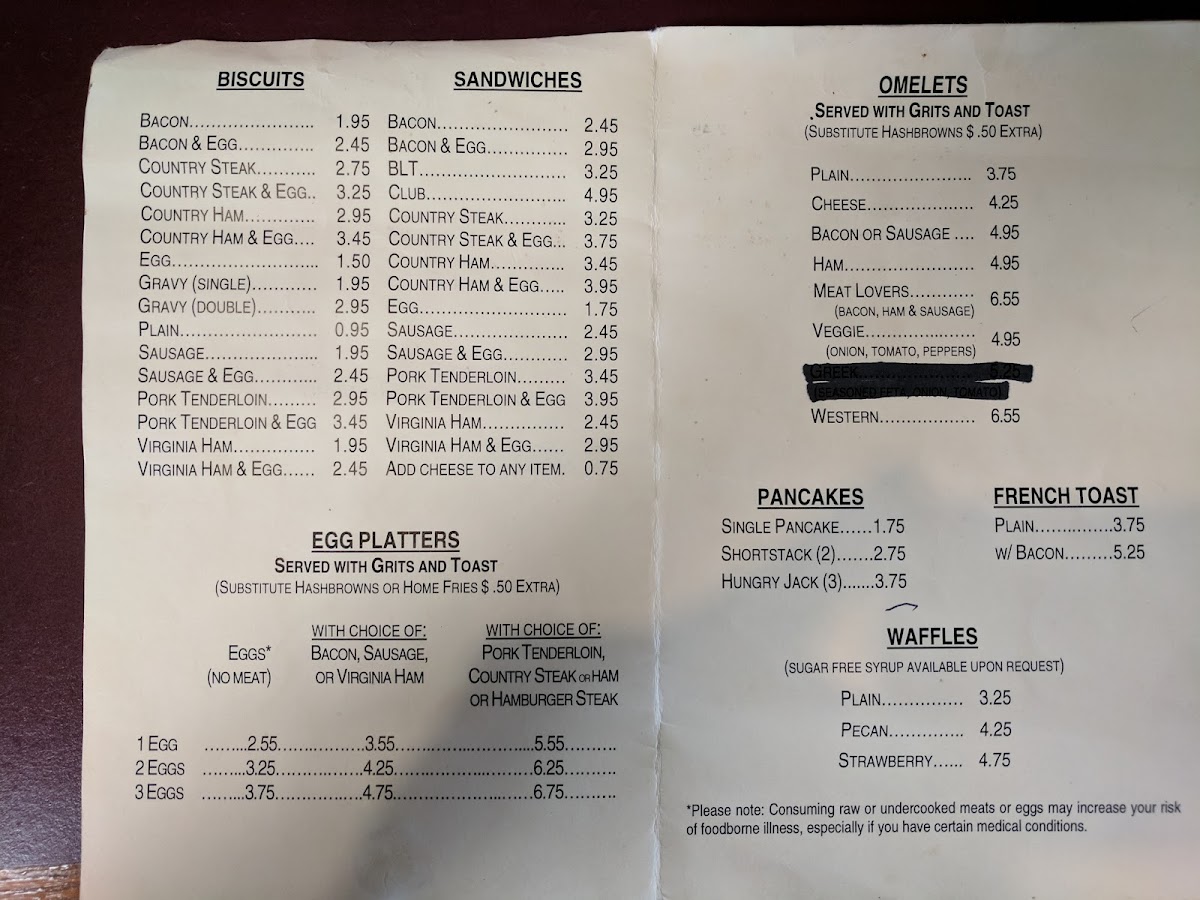 BISCUITS
BACON...................... 1.95
BACON & EGG.............. 2.45
COUNTRY STEAK........... 2.75
COUNTRY STEAK & EGG.. 3.25
COUNTRY HAM............. 2.95
COUNTRY HAM & EGG.... 3.45
EGG.............................. 1.50
GRAVY (SINGLE)............ 1.95
GRAVY (DOUBLE)........... 2.95
PLAIN........................ 0.95
SAUSAGE.................... 1.95
SAUSAGE & EGG........... 2.45
PORK TENDERLOIN......... 2.95
PORK TENDERLOIN & EGG 3.45
VIRGINIA HAM............... 1.95
VIRGINIA HAM & EGG...... 2.45
SANDWICHES
BACON....................... 2.45
BACON & EGG.............. 2.95
BLT.......................... 3.25
CLUB......................... 4.95
COUNTRY STEAK........... 3.25
COUNTRY STEAK & EGG... 3.75
COUNTRY HAM............. 3.45
COUNTRY HAM & EGG..... 3.95
EGG.......................... 1.75
SAUSAGE.................... 2.45
SAUSAGE & EGG........... 2.95
PORK TENDERLOIN......... 3.45
PORK TENDERLOIN & EGG 3.95
VIRGINIA HAM.............. 2.45
VIRGINIA HAM & EGG...... 2.95
ADD CHEESE TO ANY ITEM. 0.75
EGG PLATTERS
SERVED WITH GRITS AND TOAST
(SUBSTITUTE HASHBROWNS OR HOME FRIES $ .50 EXTRA)
EGGS*
(NO MEAT)
WITH CHOICE OF:
BACON, SAUSAGE,
OR VIRGINIA HAM
WITH CHOICE OF:
PORK TENDERLOIN,
COUNTRY STEAK OR HAM
OR HAMBURGER STEAK
1 EGG .........2.55.................3.55...........................5.55..........
2 EGGS .........3.25.................4.25...........................6.25..........
3 EGGS .........3.75.................4.75...........................6.75..........
OMELETS
SERVED WITH GRITS AND TOAST
(SUBSTITUTE HASHBROWNS $ .50 EXTRA)
PLAIN...................... 3.75
CHEESE................... 4.25
BACON OR SAUSAGE .... 4.95
HAM....................... 4.95
MEAT LOVERS............ 6.55
(BACON, HAM & SAUSAGE)
VEGGIE.................... 4.95
(ONION, TOMATO, PEPPERS)
GREEK......................... 5.25
(SEASONED FETA, ONION, TOMATO)
WESTERN.................. 6.55
PANCAKES
SINGLE PANCAKE......1.75
SHORTSTACK (2).......2.75
HUNGRY JACK (3).......3.75
FRENCH TOAST
PLAIN..............3.75
W/ BACON.........5.25
WAFFLES
(SUGAR FREE SYRUP AVAILABLE UPON REQUEST)
PLAIN............... 3.25
PECAN............. 4.25
STRAWBERRY...... 4.75
*Please note: Consuming raw or undercooked meats or eggs may increase your risk
of foodborne illness, especially if you have certain medical conditions.